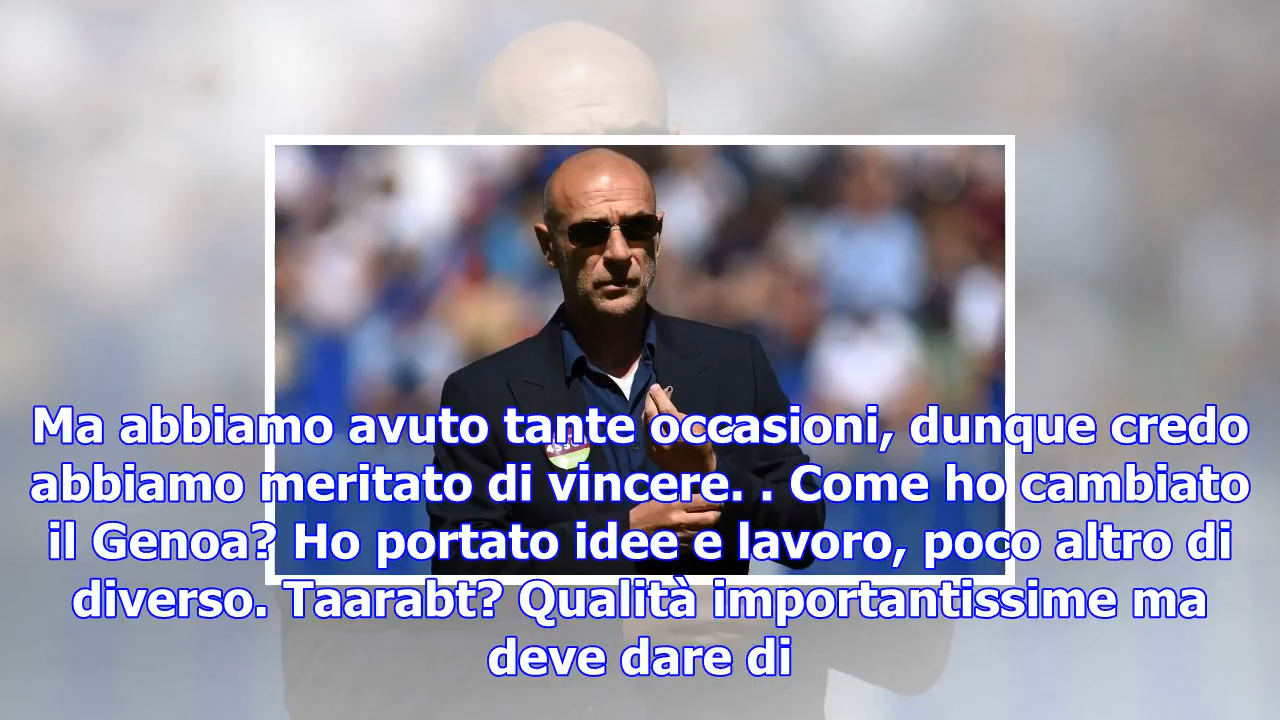 Ma abbiamo avuto tante occasioni, dunque credo
abbiamo meritato di vincere. . Come ho cambiato
il Genoa? Ho portato idee e lavoro, poco altro di
diverso. Taarabt? Qualità importantissime ma
deve dare di